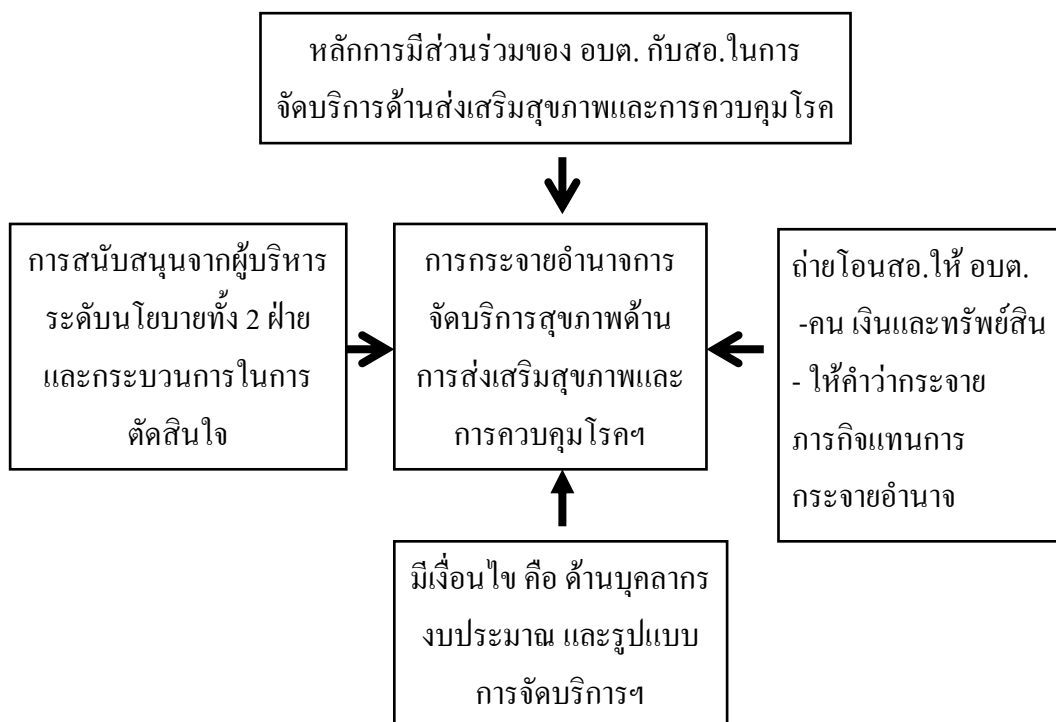 หลักการมีส่วนร่วมของ อบต. กับสอ.ในการ
จัดบริการด้านส่งเสริมสุขภาพและการควบคุมโรค
การสนับสนุนจากผู้บริหาร
ระดับนโยบายทั้ง 2 ฝ่าย
และกระบวนการในการ
ตัดสินใจ
การกระจายอำนาจการ
จัดบริการสุขภาพด้าน
การส่งเสริมสุขภาพและ
การควบคุมโรคฯ
ถ่ายโอนสอ.ให้ อบต.
-คน เงินและทรัพย์สิน
- ให้คำว่ากระจาย
ภารกิจแทนการ
กระจายอำนาจ
มีเงื่อนไข คือ ด้านบุคลากร
งบประมาณ และรูปแบบ
การจัดบริการฯ